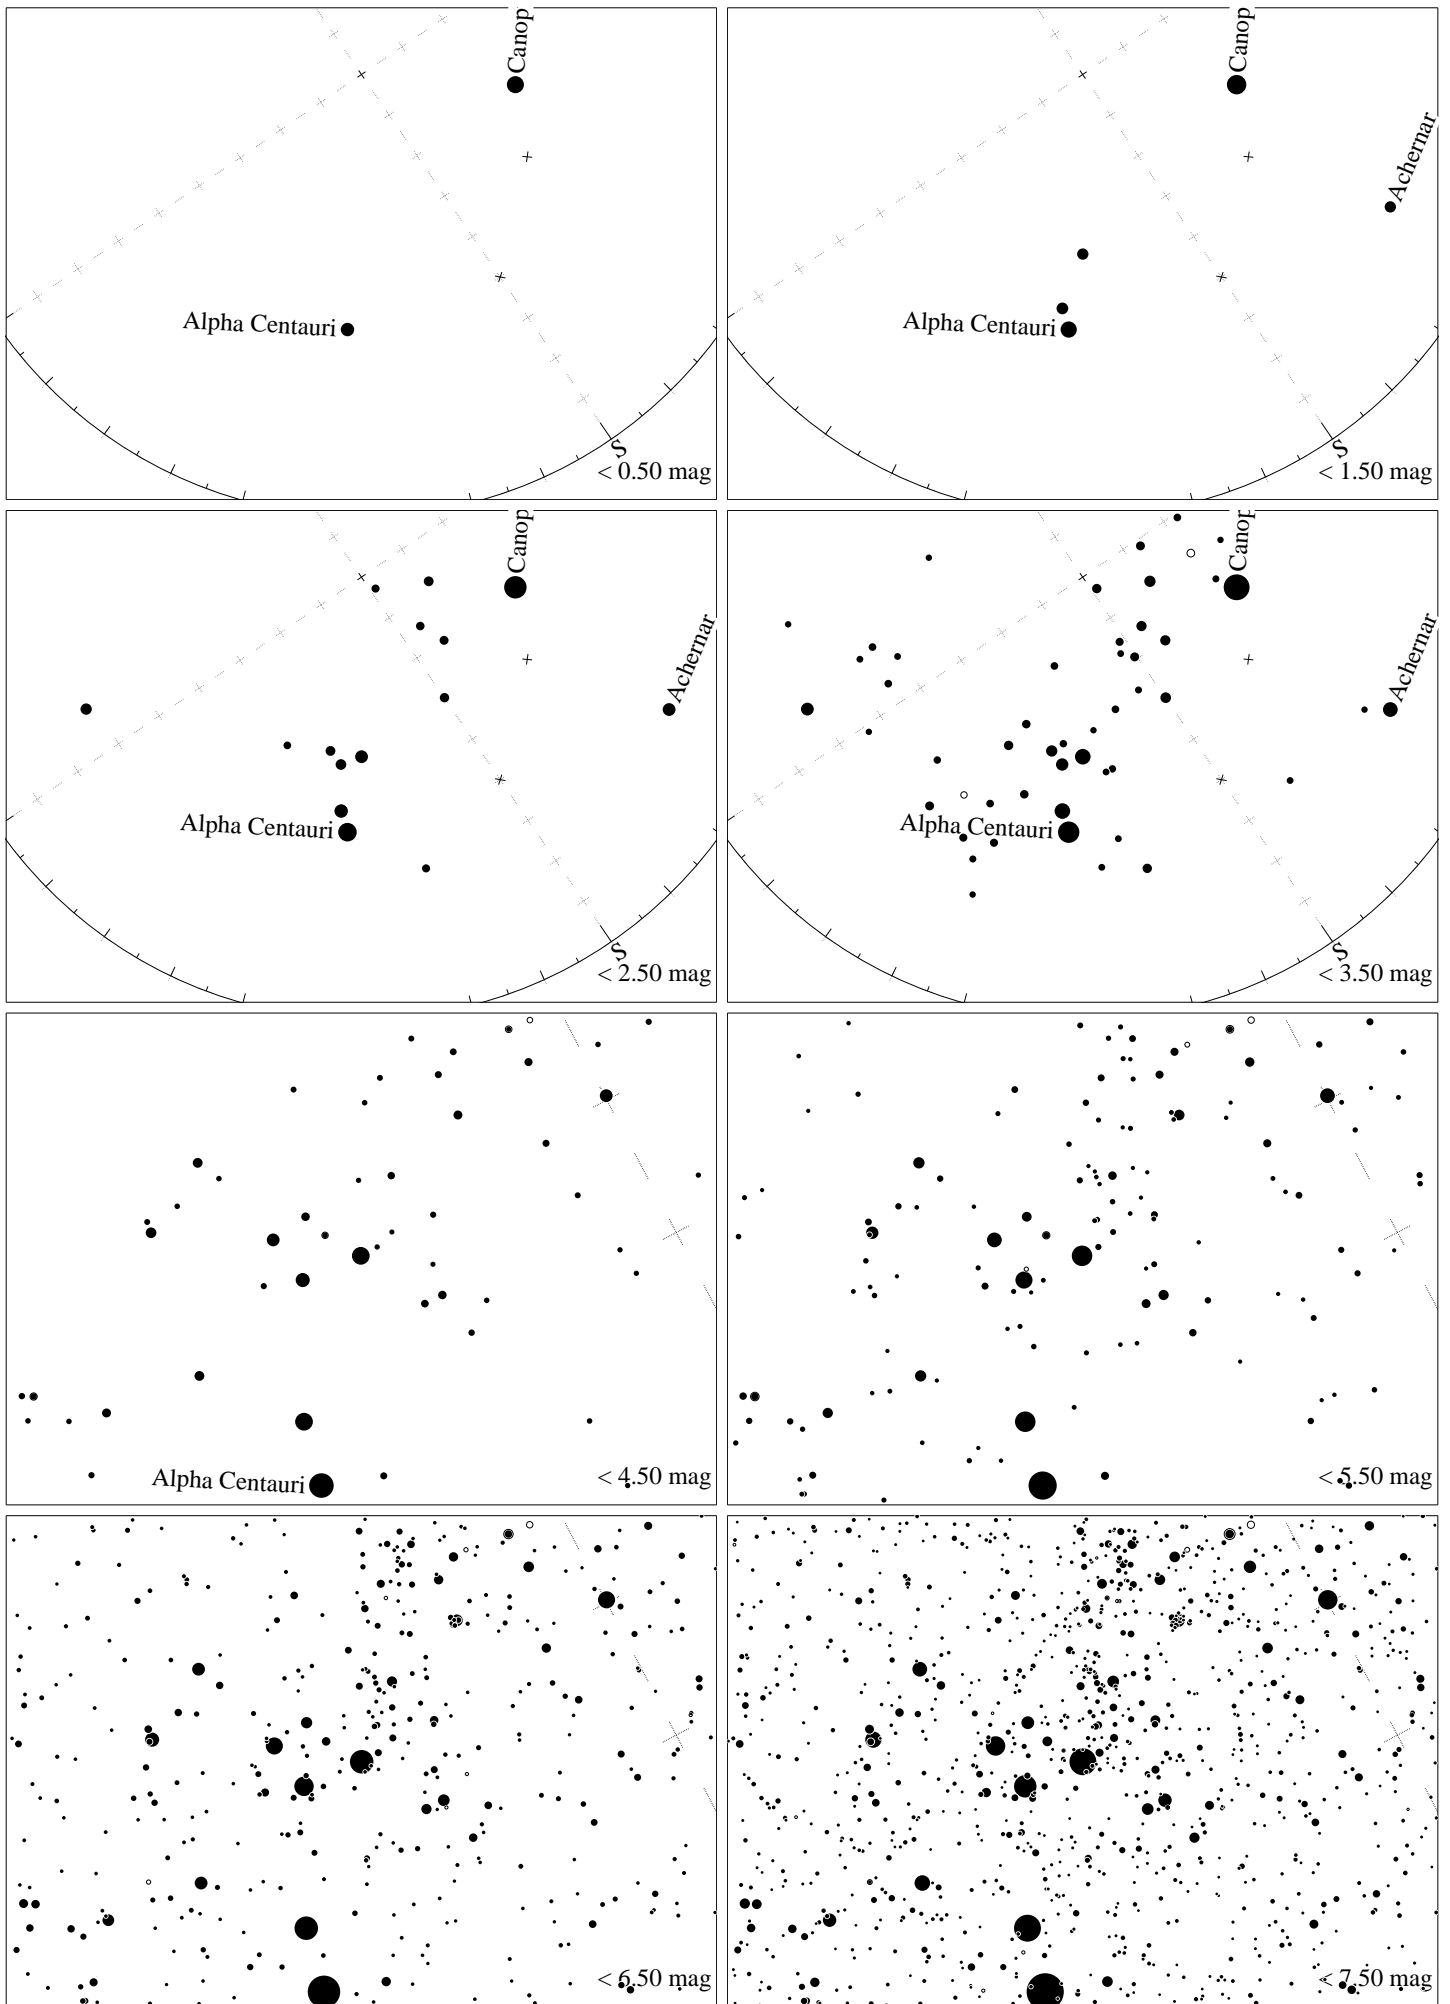 Canop
Alpha Centauri
S
< 0.50 mag
Canop
Achernar
Alpha Centauri
S
< 1.50 mag
Canop
Achernar
Alpha Centauri
S
< 2.50 mag
Canop
Achernar
Alpha Centauri
S
< 3.50 mag
Alpha Centauri
< 4.50 mag
< 5.50 mag
< 6.50 mag
< 7.50 mag